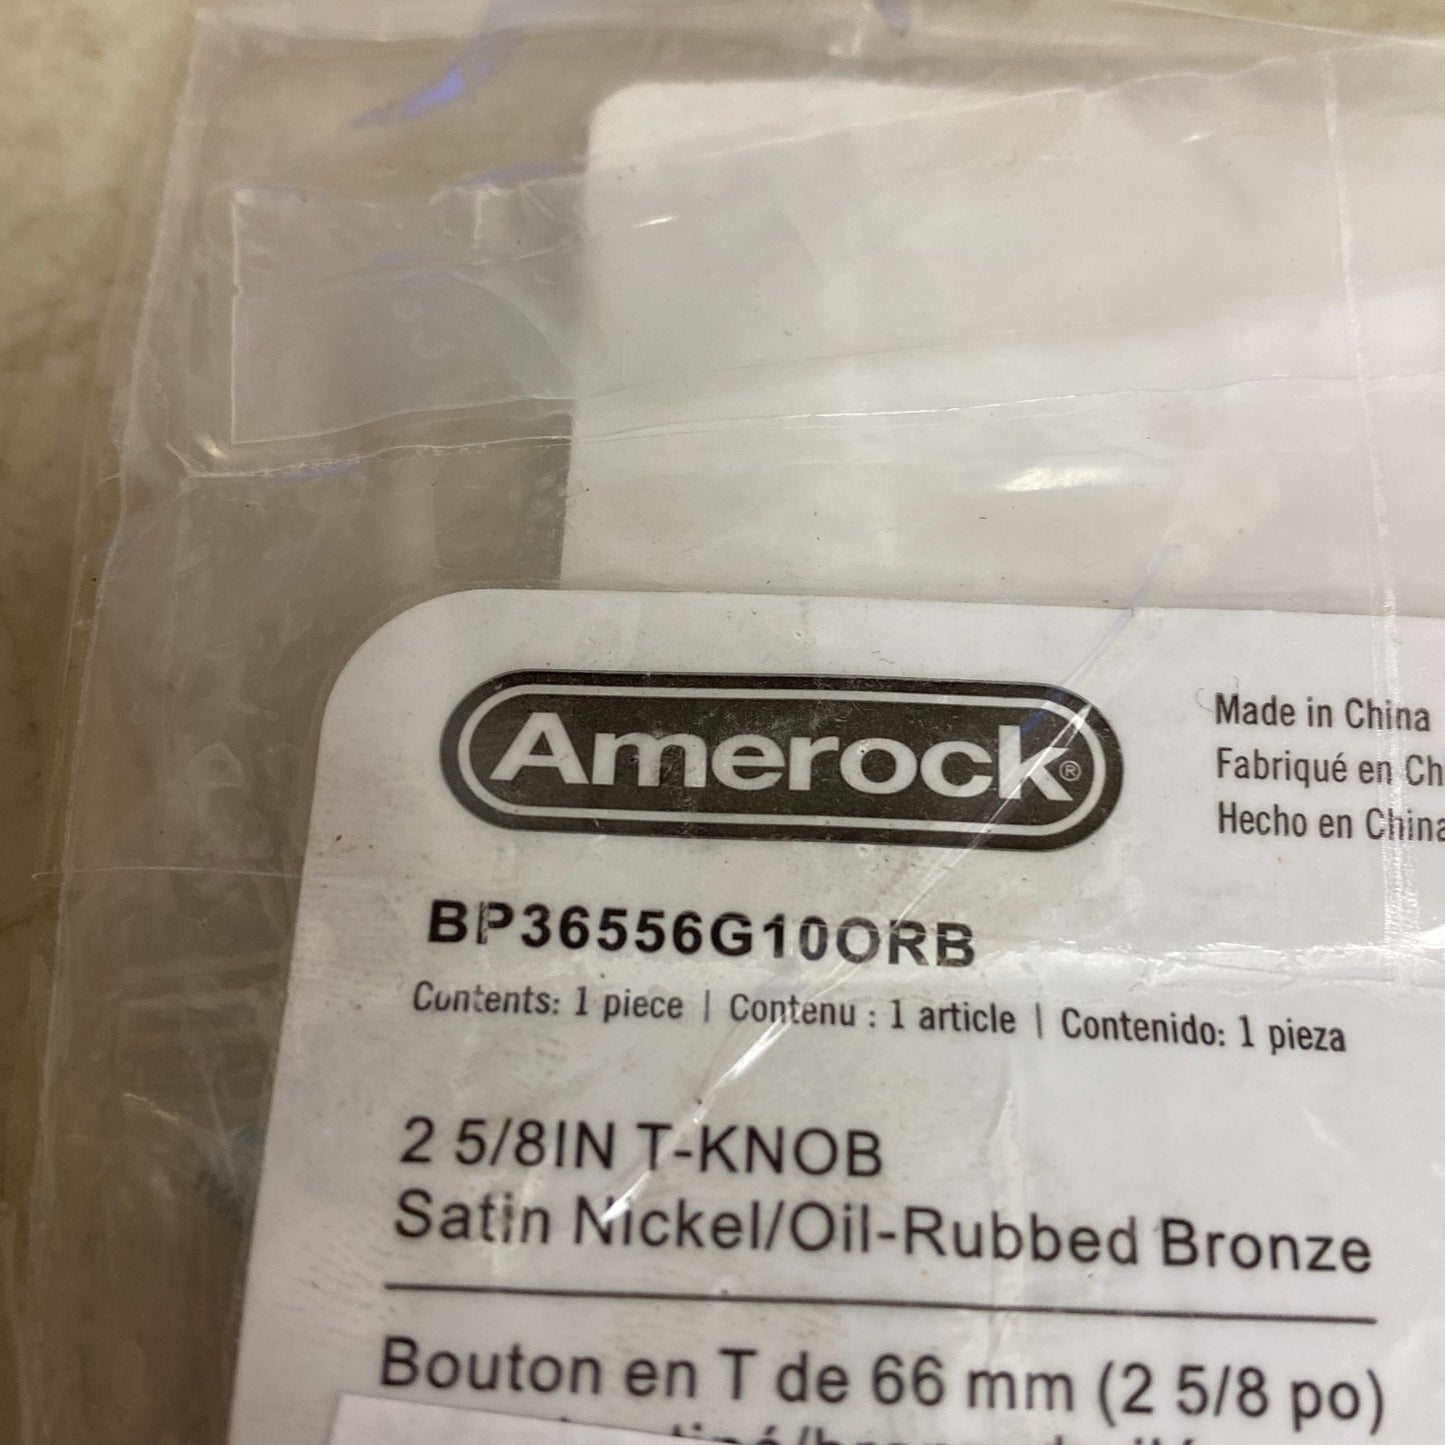 Amerock®
Made in China
Fabriqué en Ch
Hecho en China
BP36556G10ORB
Contents: 1 piece | Contenu : 1 article | Contenido: 1 pieza
2 5/8IN T-KNOB
Satin Nickel/Oil-Rubbed Bronze
Bouton en T de 66 mm (2 5/8 po)